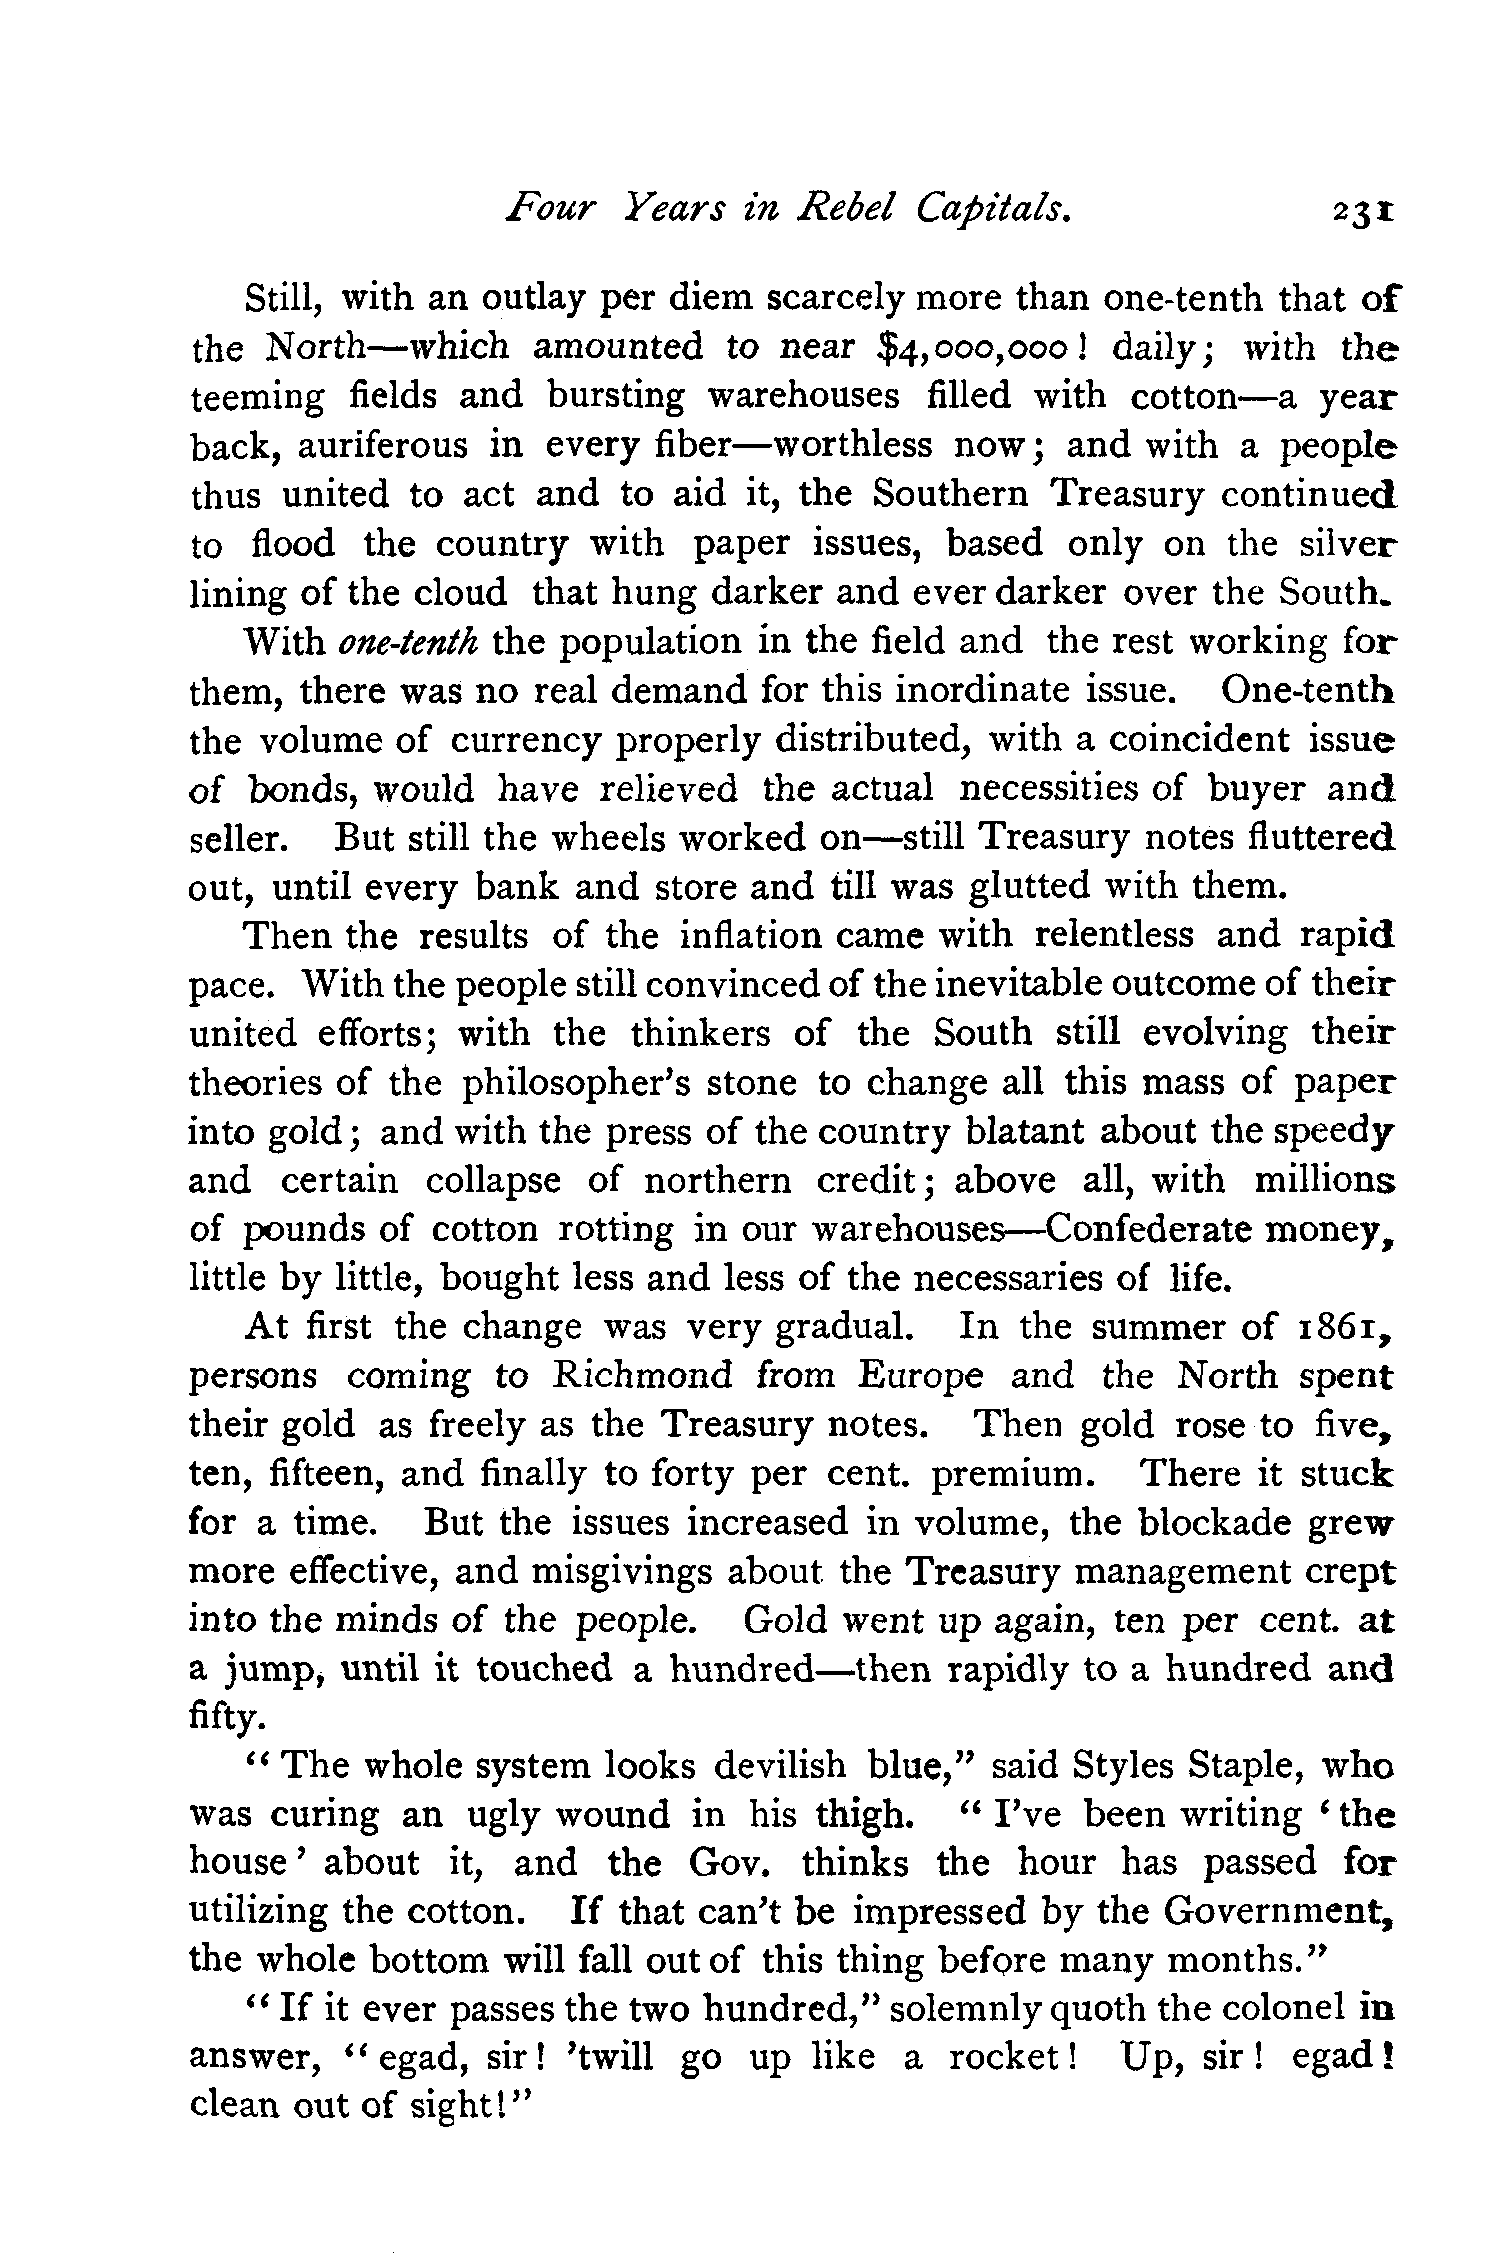 Four Years in Rebel Capitals. 231
Still, with an outlay per diem scarcely more than one-tenth that of
the North—which amounted to near $4,000,000! daily; with the
teeming fields and bursting warehouses filled with cotton—a year
back, auriferous in every fiber—worthless now; and with a people
thus united to act and to aid it, the Southern Treasury continued
to flood the country with paper issues, based only on the silver
lining of the cloud that hung darker and ever darker over the South.
With one-tenth the population in the field and the rest working for
them, there was no real demand for this inordinate issue. One-tenth
the volume of currency properly distributed, with a coincident issue
of bonds, would have relieved the actual necessities of buyer and
seller. But still the wheels worked on—still Treasury notes fluttered
out, until every bank and store and till was glutted with them.
Then the results of the inflation came with relentless and rapid
pace. With the people still convinced of the inevitable outcome of their
united efforts; with the thinkers of the South still evolving their
theories of the philosopher's stone to change all this mass of paper
into gold; and with the press of the country blatant about the speedy
and certain collapse of northern credit; above all, with millions
of pounds of cotton rotting in our warehouses—Confederate money,
little by little, bought less and less of the necessaries of life.
At first the change was very gradual. In the summer of 1861,
persons coming to Richmond from Europe and the North spent
their gold as freely as the Treasury notes. Then gold rose to five,
ten, fifteen, and finally to forty per cent. premium. There it stuck
for a time. But the issues increased in volume, the blockade grew
more effective, and misgivings about the Treasury management crept
into the minds of the people. Gold went up again, ten per cent. at
a jump, until it touched a hundred—then rapidly to a hundred and
fifty.
"The whole system looks devilish blue," said Styles Staple, who
was curing an ugly wound in his thigh. "I've been writing 'the
house' about it, and the Gov. thinks the hour has passed for
utilizing the cotton. If that can't be impressed by the Government,
the whole bottom will fall out of this thing before many months."
"If it ever passes the two hundred," solemnly quoth the colonel in
answer, "egad, sir! 'twill go up like a rocket! Up, sir! egad!
clean out of sight!"